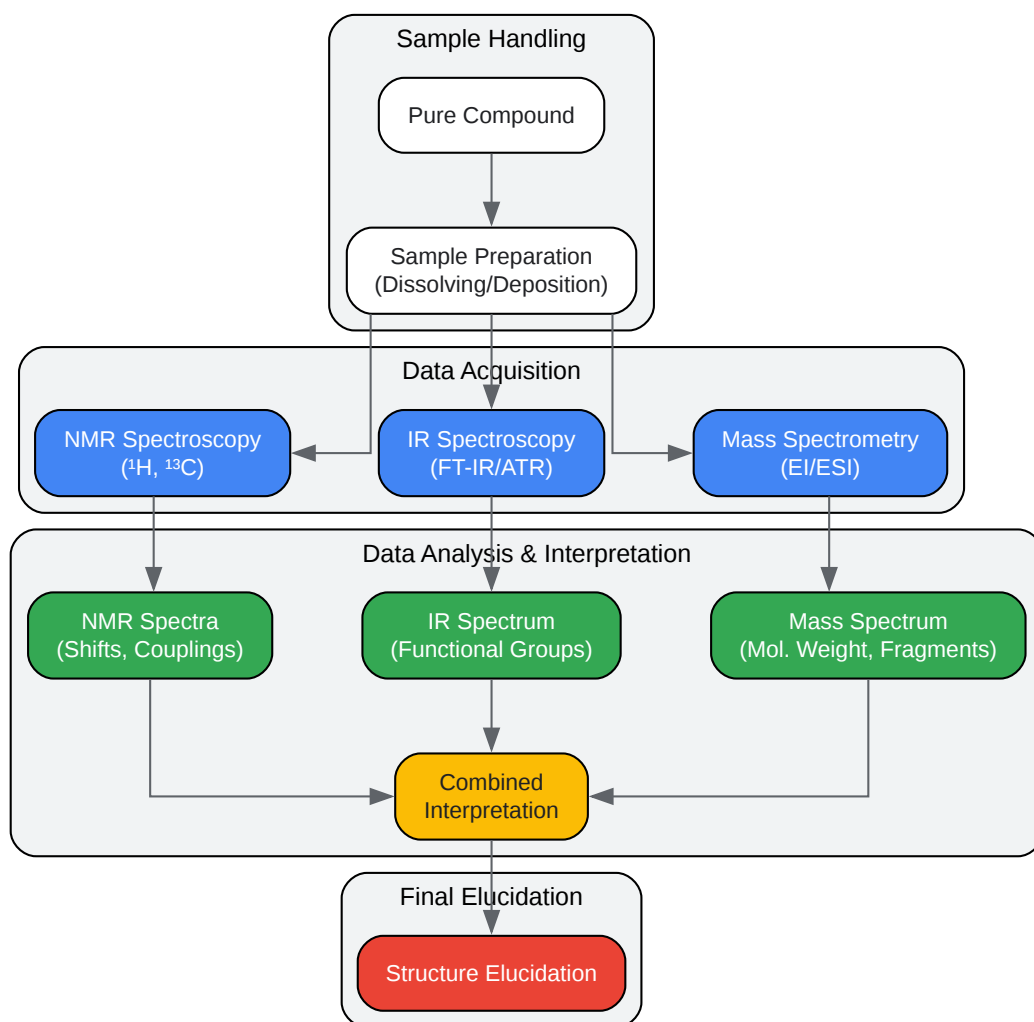 Sample Handling
Pure Compound
Sample Preparation
(Dissolving/Deposition)
Data Acquisition
NMR Spectroscopy
(¹H, ¹³C)
IR Spectroscopy
(FT-IR/ATR)
Mass Spectrometry
(EI/ESI)
Data Analysis & Interpretation
NMR Spectra
(Shifts, Couplings)
IR Spectrum
(Functional Groups)
Mass Spectrum
(Mol. Weight, Fragments)
Combined
Interpretation
Final Elucidation
Structure Elucidation